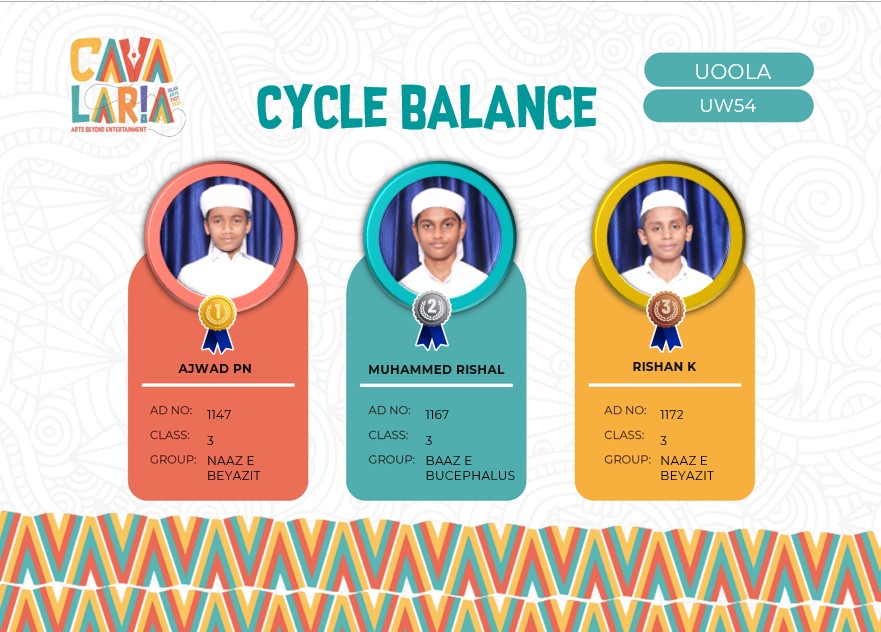 CAVA
LARIA
ARTS BEYOND ENTERTAINMENT
CYCLE BALANCE
UOOLA
UW54
1
AJWAD PN
AD NO: 1147
CLASS: 3
GROUP: NAAZ E
BEYAZIT
2
MUHAMMED RISHAL
AD NO: 1167
CLASS: 3
GROUP: BAAZ E
BUCEPHALUS
3
RISHAN K
AD NO: 1172
CLASS: 3
GROUP: NAAZ E
BEYAZIT